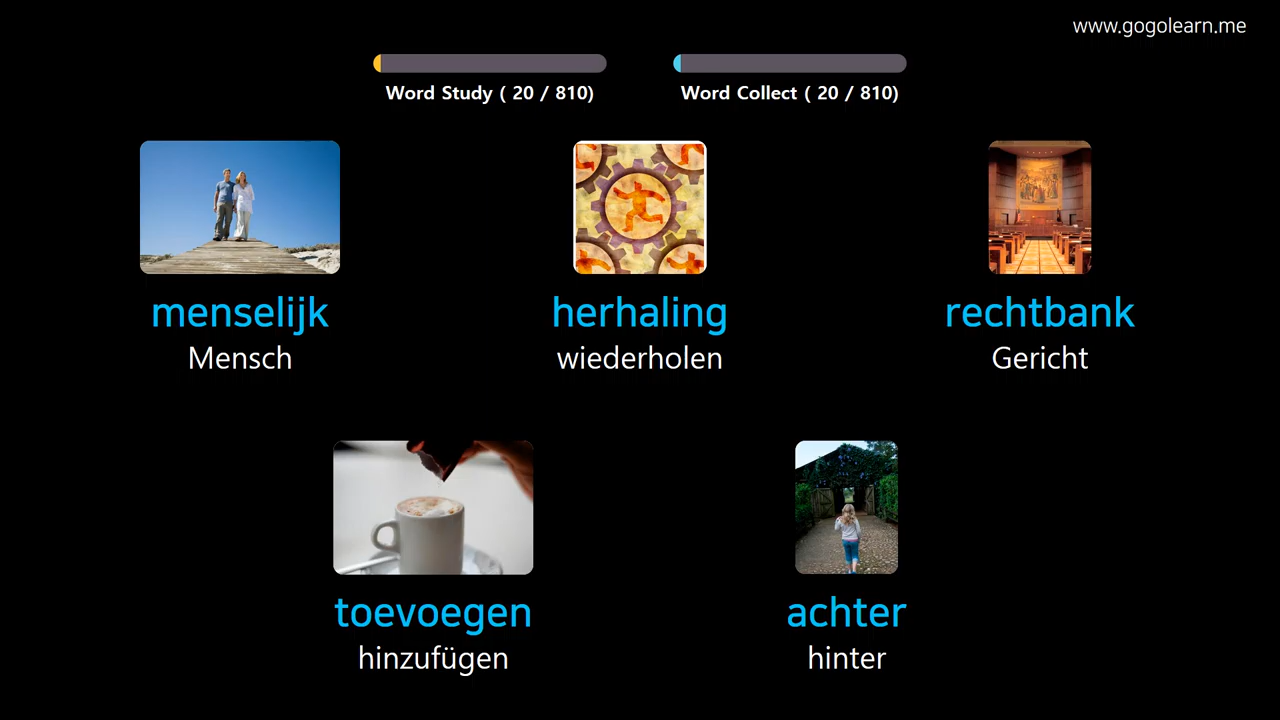 www.gogolearn.me
Word Study ( 20 / 810)
Word Collect ( 20 / 810)
menselijk
Mensch
herhaling
wiederholen
rechtbank
Gericht
toevoegen
hinzufügen
achter
hinter